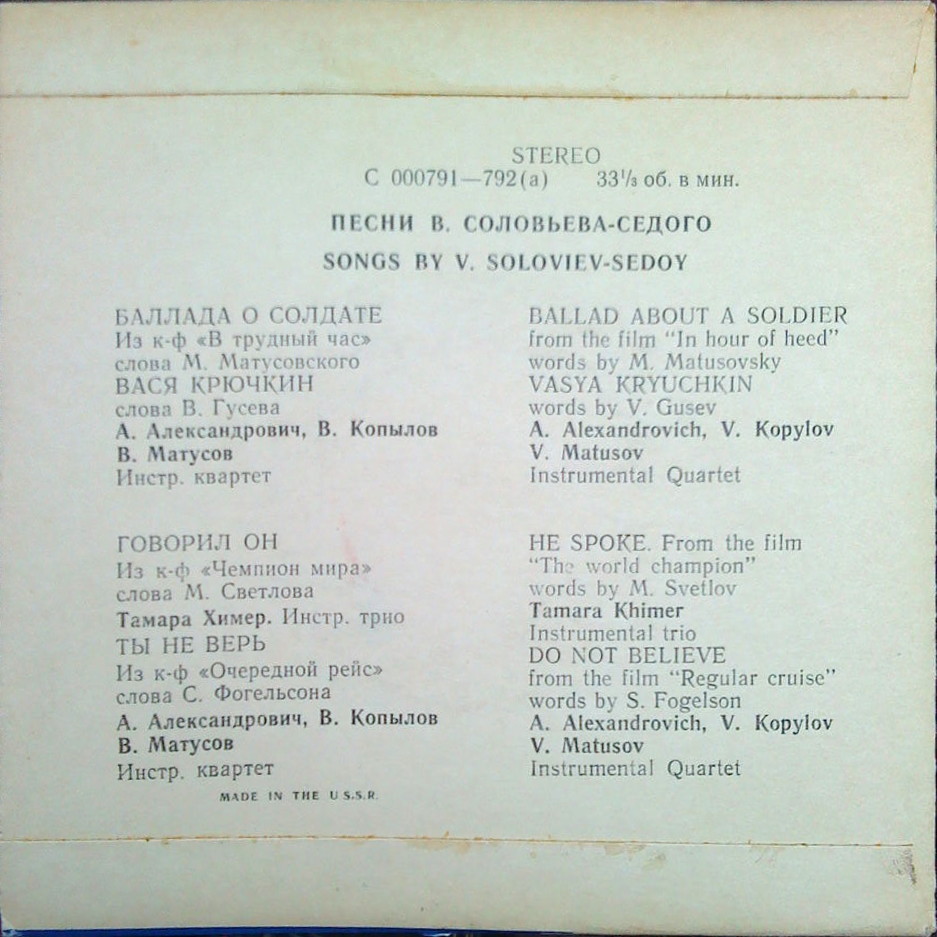 STEREO
С 000791—792(а) 33⅓ об. в мин.
ПЕСНИ В. СОЛОВЬЕВА-СЕДОГО
SONGS BY V. SOLOVIEV-SEDOY
БАЛЛАДА О СОЛДАТЕ
Из к-ф «В трудный час»
слова М. Матусовского
ВАСЯ КРЮЧКИН
слова В. Гусева
А. Александрович, В. Копылов
В. Матусов
Инстр. квартет
ГОВОРИЛ ОН
Из к-ф «Чемпион мира»
слова М. Светлова
Тамара Химер. Инстр. трио
ТЫ НЕ ВЕРЬ
Из к-ф «Очередной рейс»
слова С. Фогельсона
А. Александрович, В. Копылов
В. Матусов
Инстр. квартет
MADE IN THE U.S.S.R.
BALLAD ABOUT A SOLDIER
from the film “In hour of heed”
words by M. Matusovsky
VASYA KRYUCHKIN
words by V. Gusev
A. Alexandrovich, V. Kopylov
V. Matusov
Instrumental Quartet
HE SPOKE. From the film
“The world champion”
words by M. Svetlov
Tamara Khimer
Instrumental trio
DO NOT BELIEVE
from the film “Regular cruise”
words by S. Fogelson
A. Alexandrovich, V. Kopylov
V. Matusov
Instrumental Quartet